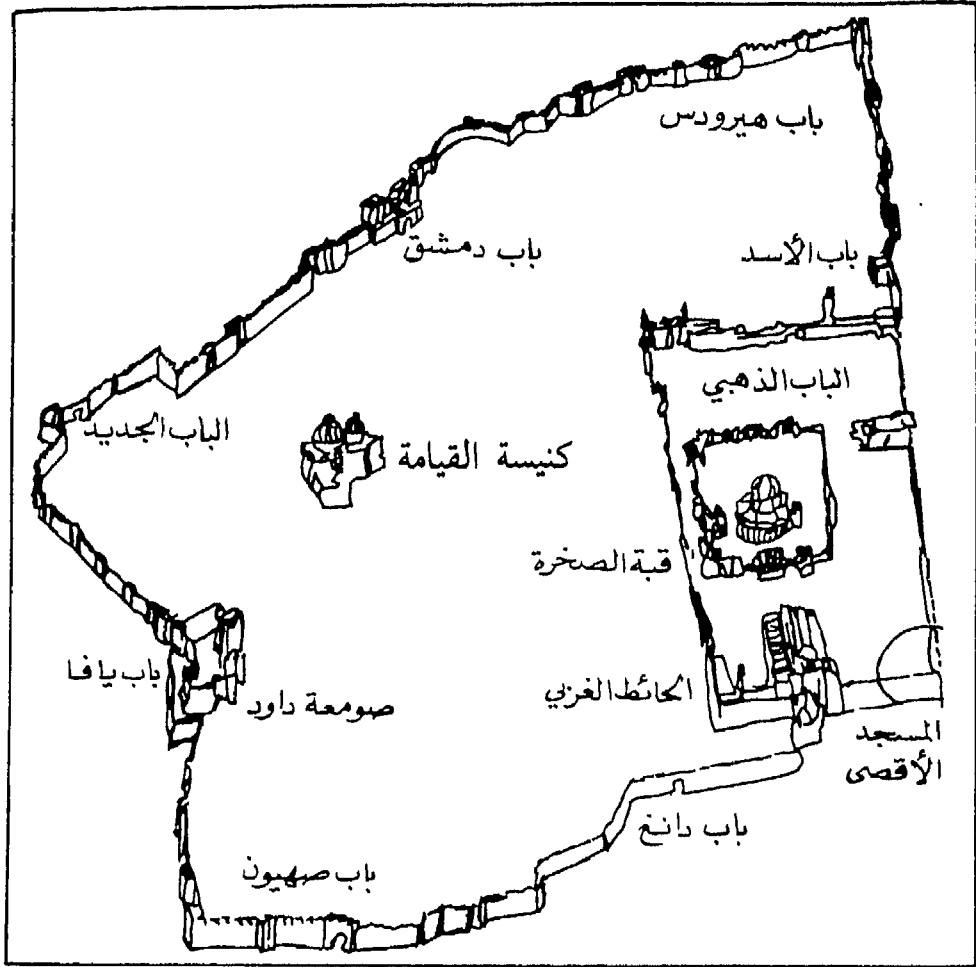 باب هيرودس
باب دمشق
باب الأسد
الباب الذهبي
الباب الجديد
كنيسة القيامة
قبة الصخرة
باب يافا
صومعة داود
الحائط الغربي
المسجد
الأقصى
باب دانغ
باب صهيون